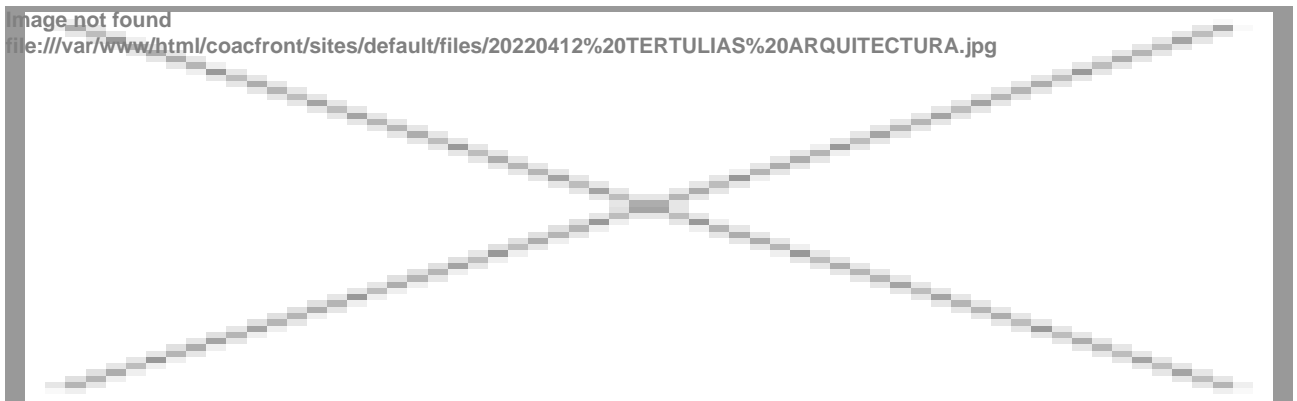 Image not found
file:///var/www/html/coacfront/sites/default/files/20220412%20TERTULIAS%20ARQUITECTURA.jpg